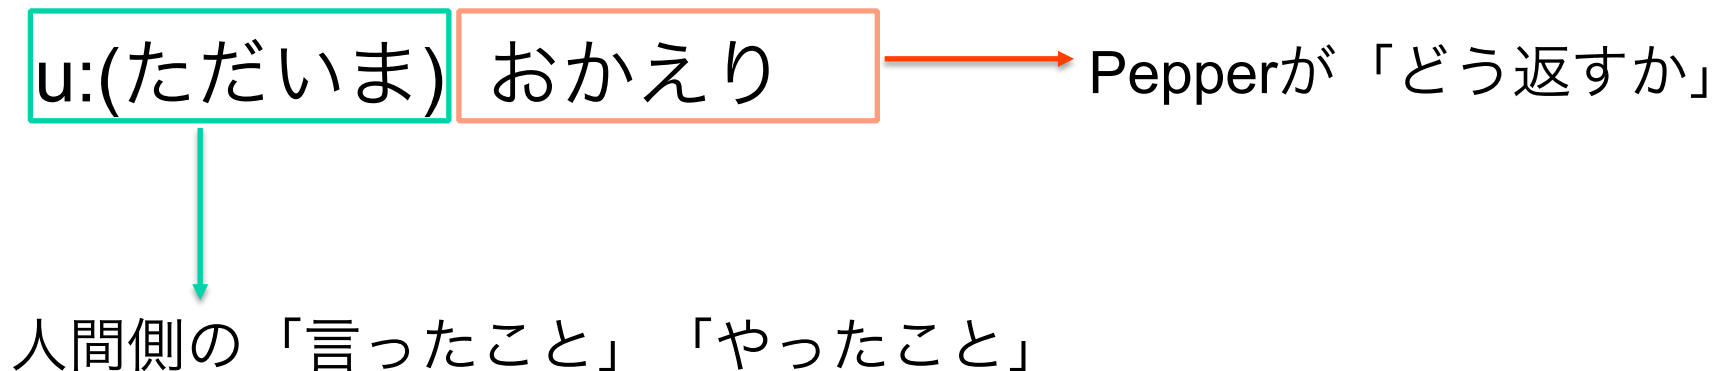 u:(ただいま) おかえり
Pepperが「どう返すか」
人間側の「言ったこと」「やったこと」